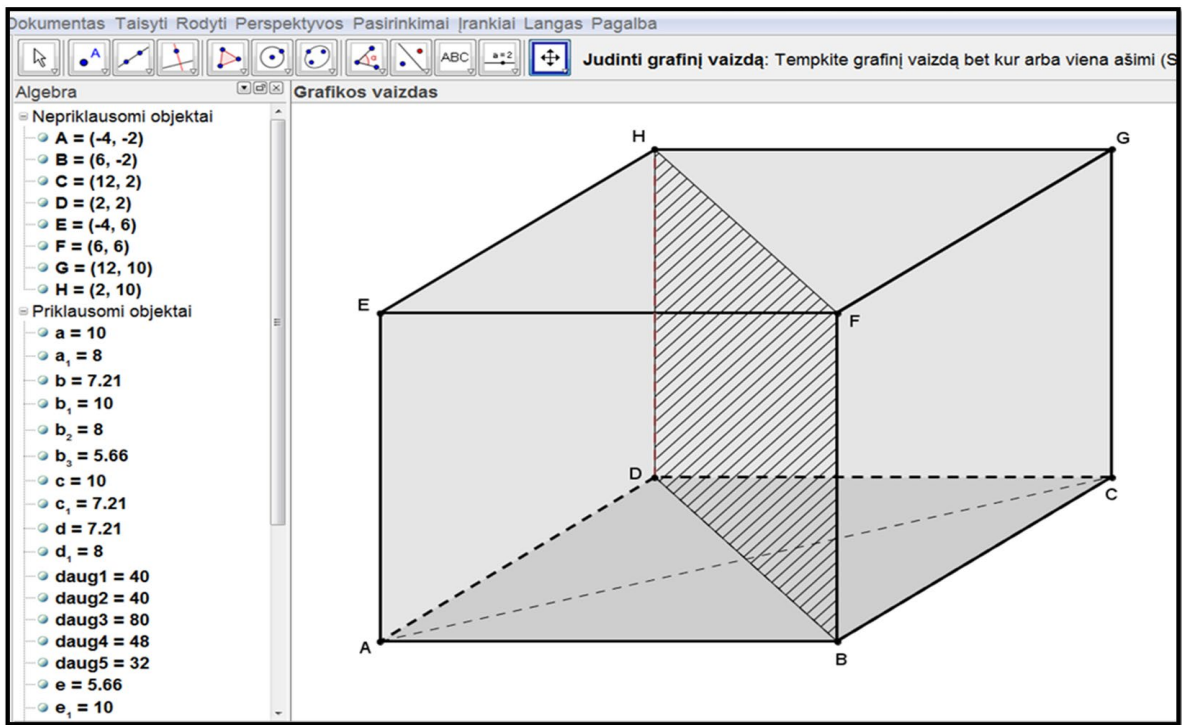 Dokumentas Taisyti Rodyti Perspektyvos Pasirinkimai Įrankiai Langas Pagalba
A ABC a=2 Judinti grafinį vaizdą: Tempkite grafinį vaizdą bet kur arba viena ašimi (S
Algebra Grafikos vaizdas
Nepriklausomi objektai
A = (-4, -2)
B = (6, -2)
C = (12, 2)
D = (2, 2)
E = (-4, 6)
F = (6, 6)
G = (12, 10)
H = (2, 10)
Priklausomi objektai
a = 10
a₁ = 8
b = 7.21
b₁ = 10
b₂ = 8
b₃ = 5.66
c = 10
c₁ = 7.21
d = 7.21
d₁ = 8
daug1 = 40
daug2 = 40
daug3 = 80
daug4 = 48
daug5 = 32
e = 5.66
e₁ = 10
H G
E F
D C
A B